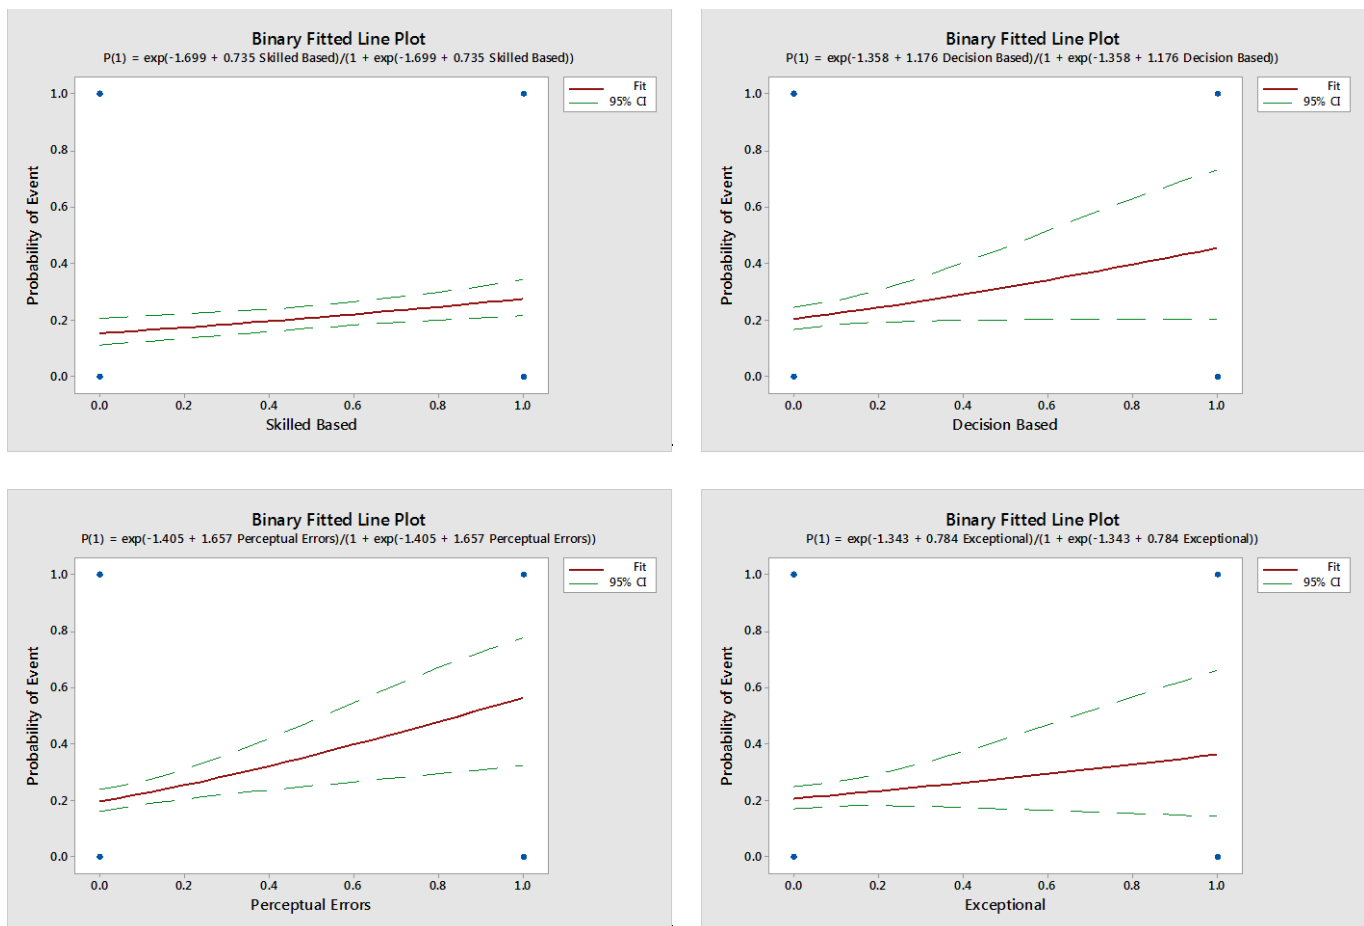 Binary Fitted Line Plot
P(1) = exp(-1.699 + 0.735 Skilled Based)/(1 + exp(-1.699 + 0.735 Skilled Based))
Fit
95% CI
Probability of Event
1.0
0.8
0.6
0.4
0.2
0.0
0.0 0.2 0.4 0.6 0.8 1.0
Skilled Based
Binary Fitted Line Plot
P(1) = exp(-1.358 + 1.176 Decision Based)/(1 + exp(-1.358 + 1.176 Decision Based))
Fit
95% CI
Probability of Event
1.0
0.8
0.6
0.4
0.2
0.0
0.0 0.2 0.4 0.6 0.8 1.0
Decision Based
Binary Fitted Line Plot
P(1) = exp(-1.405 + 1.657 Perceptual Errors)/(1 + exp(-1.405 + 1.657 Perceptual Errors))
Fit
95% CI
Probability of Event
1.0
0.8
0.6
0.4
0.2
0.0
0.0 0.2 0.4 0.6 0.8 1.0
Perceptual Errors
Binary Fitted Line Plot
P(1) = exp(-1.343 + 0.784 Exceptional)/(1 + exp(-1.343 + 0.784 Exceptional))
Fit
95% CI
Probability of Event
1.0
0.8
0.6
0.4
0.2
0.0
0.0 0.2 0.4 0.6 0.8 1.0
Exceptional